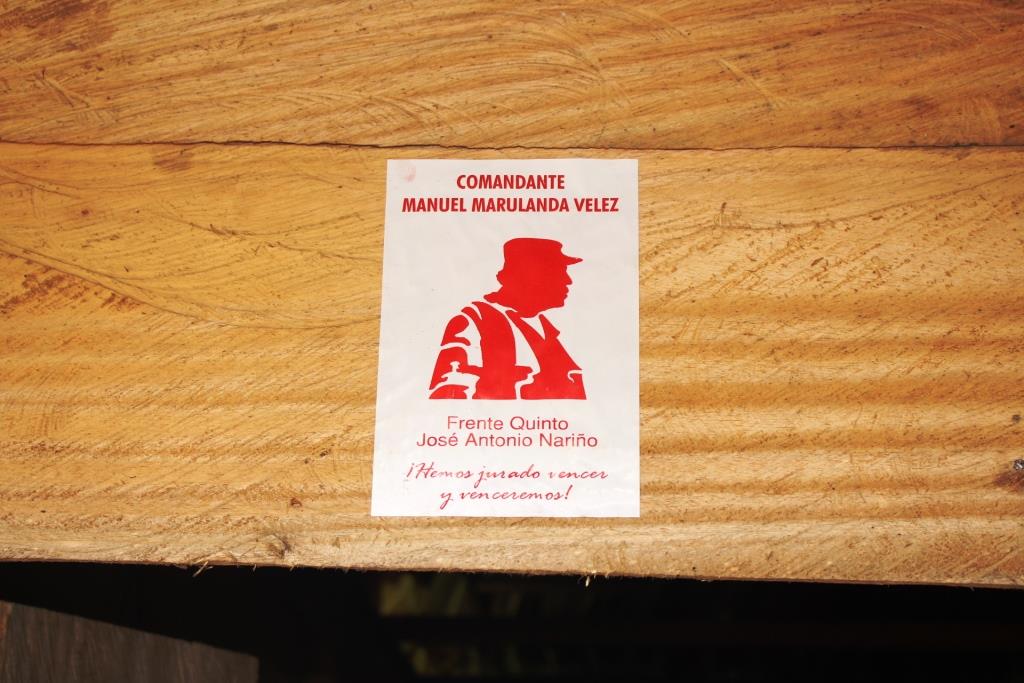 COMANDANTE
MANUEL MARULANDA VELEZ
Frente Quinto
José Antonio Nariño
¡Hemos jurado vencer
y venceremos!